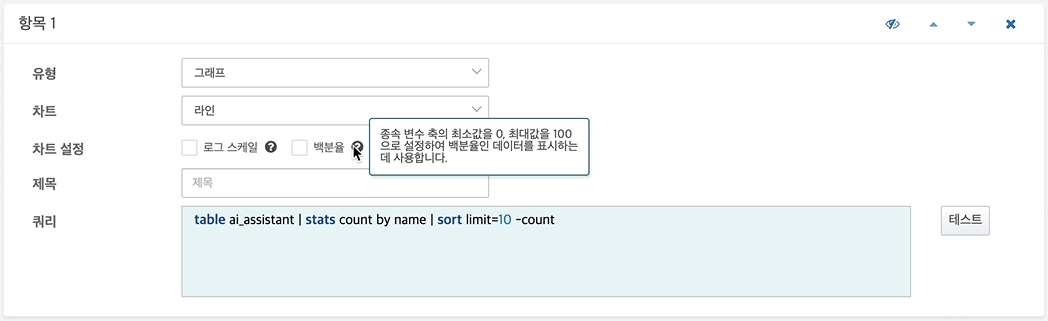 항목 1
유형
그래프
차트
라인
차트 설정
로그 스케일
백분율
종속 변수 축의 최소값을 0, 최대값을 100
으로 설정하여 백분율인 데이터를 표시하는
데 사용합니다.
제목
제목
쿼리
table ai_assistant | stats count by name | sort limit=10 -count
테스트